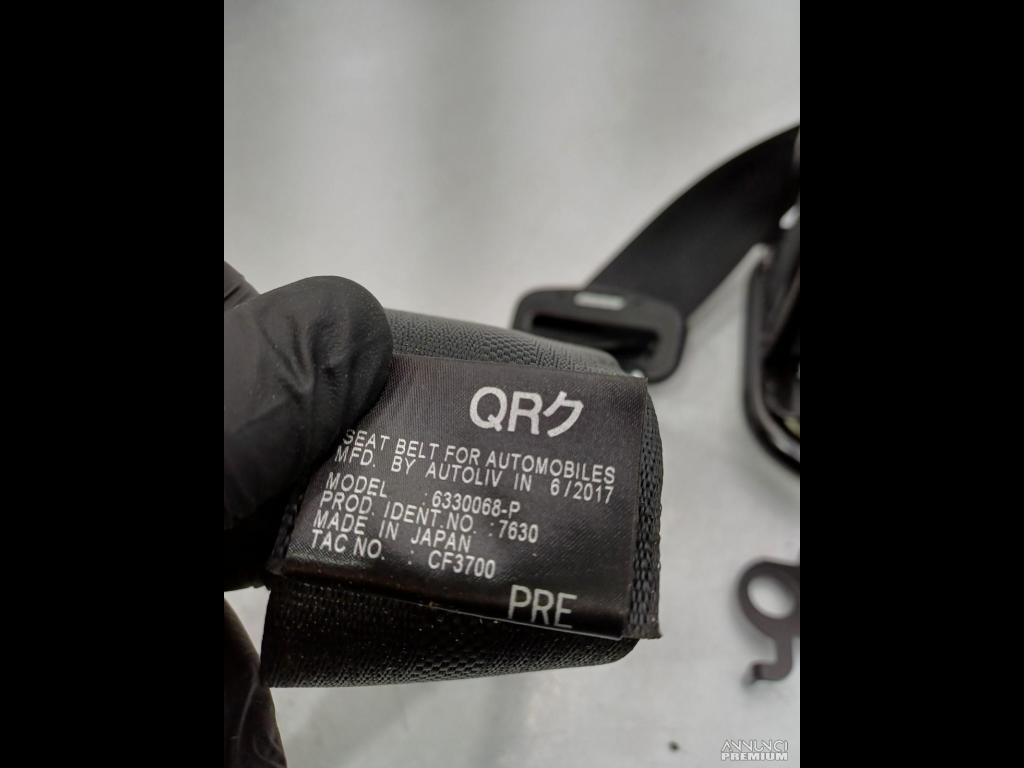 QRク
SEAT BELT FOR AUTOMOBILES
MFD. BY AUTOLIV IN 6/2017
MODEL : 6330068-P
PROD. IDENT.NO. : 7630
MADE IN JAPAN
TAC NO. : CF3700
PRE
ANNUNCI
PREMIUM